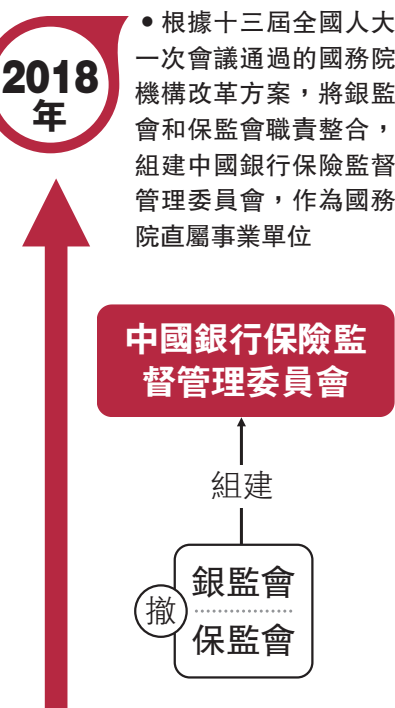 2018
年
●根據十三屆全國人大
一次會議通過的國務院
機構改革方案，將銀監
會和保監會職責整合，
組建中國銀行保險監督
管理委員會，作為國務
院直屬事業單位
中國銀行保險監
督管理委員會
組建
撤
銀監會
保監會